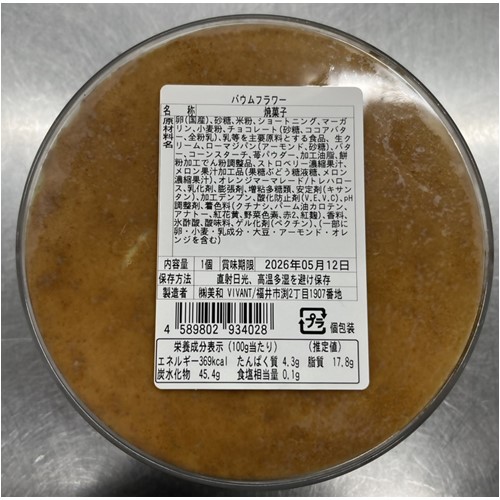 バウムフラワー
名称 焼菓子
原材料名 卵(国産)、砂糖、米粉、ショートニング、マーガ
リン、小麦粉、チョコレート(砂糖、ココアバタ
ー、全粉乳)、乳等を主要原料とする食品、生ク
リーム、ローマジパン(アーモンド、砂糖)、バタ
ー、コーンスターチ、苺パウダー、加工油脂、餅
粉加工でん粉調整品、ストロベリー濃縮果汁、
メロン果汁加工品(果糖ぶどう糖液糖、メロン
濃縮果汁)、オレンジマーマレード/トレハロー
ス、乳化剤、膨張剤、増粘多糖類、安定剤(キサン
タン)、加工デンプン、酸化防止剤(V.E,V.C)、pH
調整剤、着色料(クチナシ、パーム油カロテン、
アナトー、紅花黄、野菜色素、赤2、紅麹)、香料、
氷酢酸、酸味料、ゲル化剤(ペクチン)、(一部に
卵・小麦・乳成分・大豆・アーモンド・オレ
ンジを含む)
内容量 1個 賞味期限 2026年05月12日
保存方法 直射日光、高温多湿を避け保存
製造者 ㈱美和 VIVANT/福井市渕2丁目1907番地
4 589802 934028
プラ 個包装
栄養成分表示 (100g当たり) (推定値)
エネルギー369kcal たんぱく質 4.3g 脂質 17.8g
炭水化物 45.4g 食塩相当量 0.1g